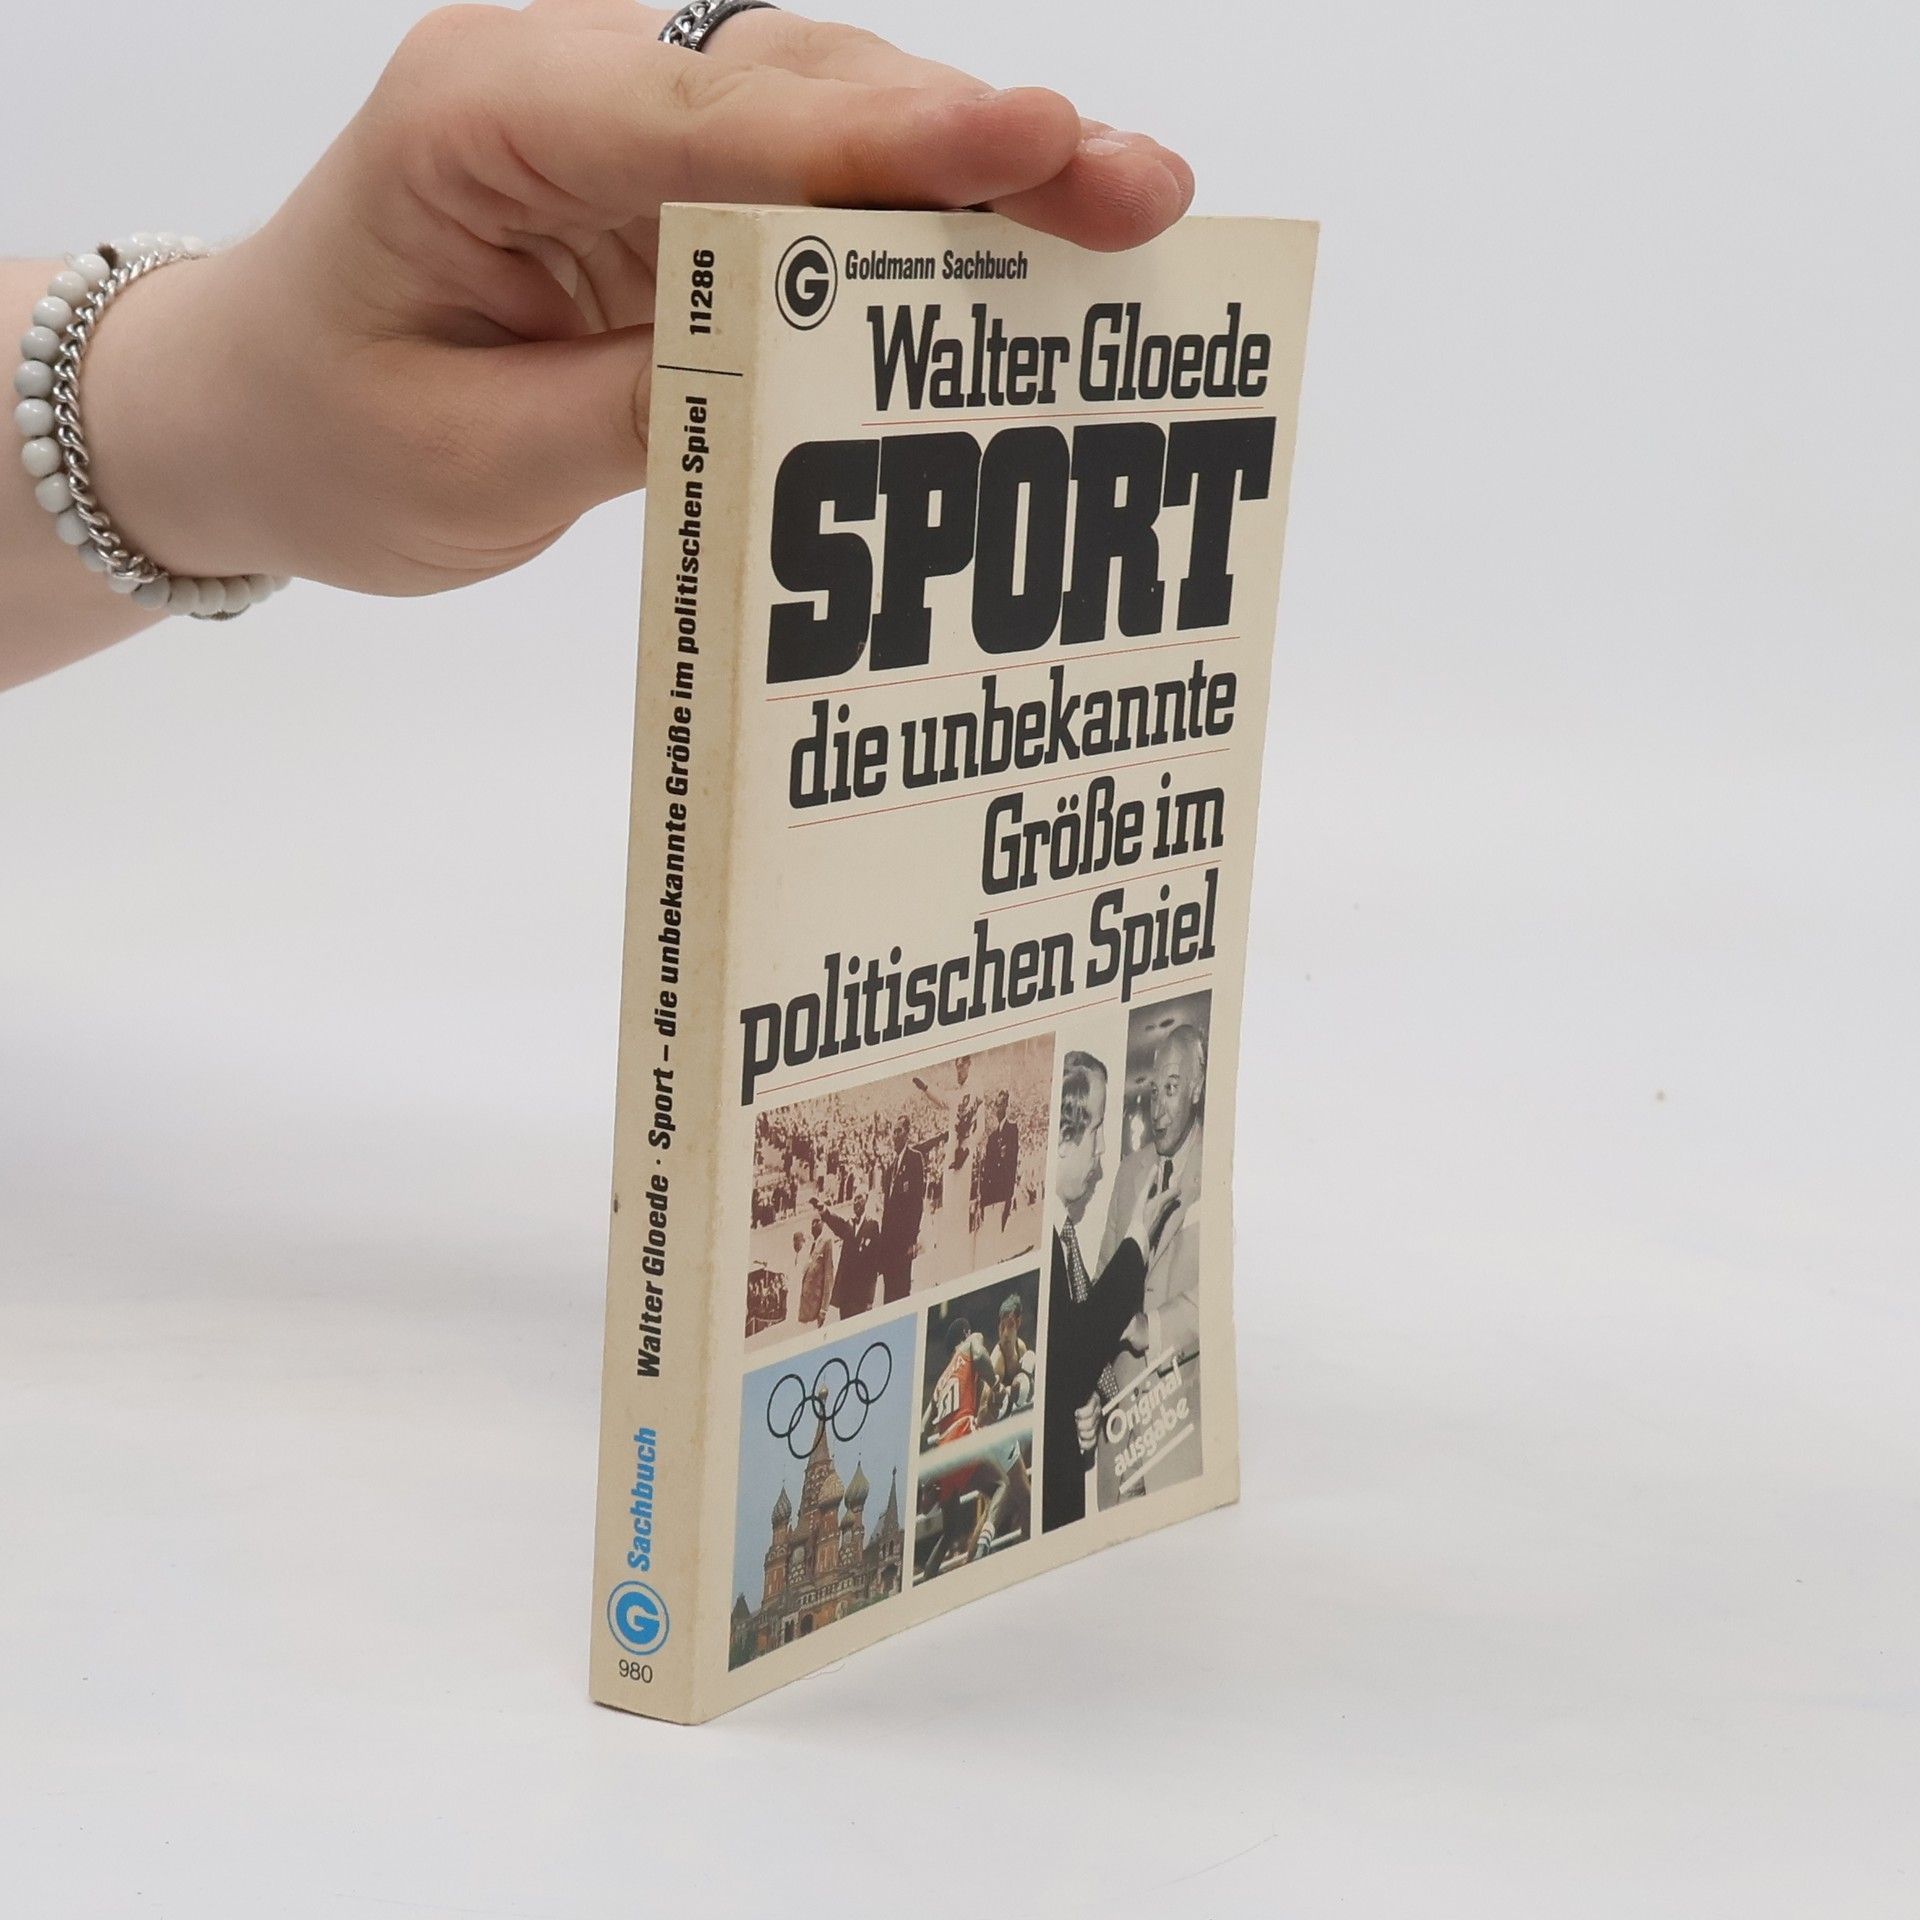 Goldmann Sachbuch
Walter Gloede
SPORT
die unbekannte
Größe im
politischen Spiel
Original
ausgabe
11286
Walter Gloede · Sport – die unbekannte Größe im politischen Spiel
Sachbuch
G
980
G